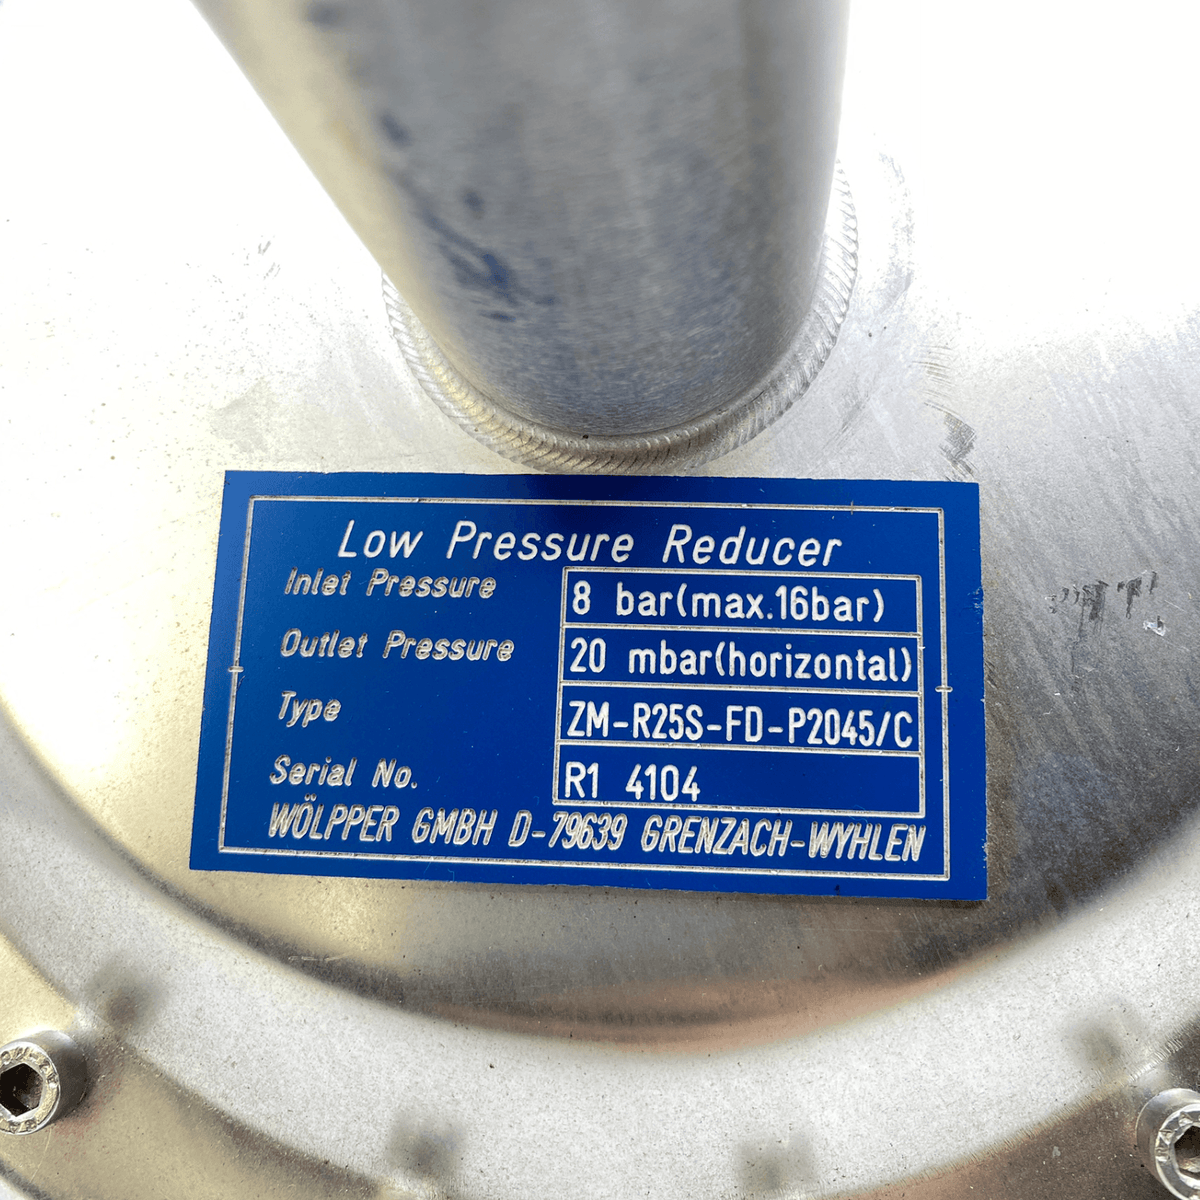 Low Pressure Reducer
Inlet Pressure 8 bar(max.16bar)
Outlet Pressure 20 mbar(horizontal)
Type ZM-R25S-FD-P2045/C
Serial No. R1 4104
WÖLPPER GMBH D-79639 GRENZACH-WYHLEN